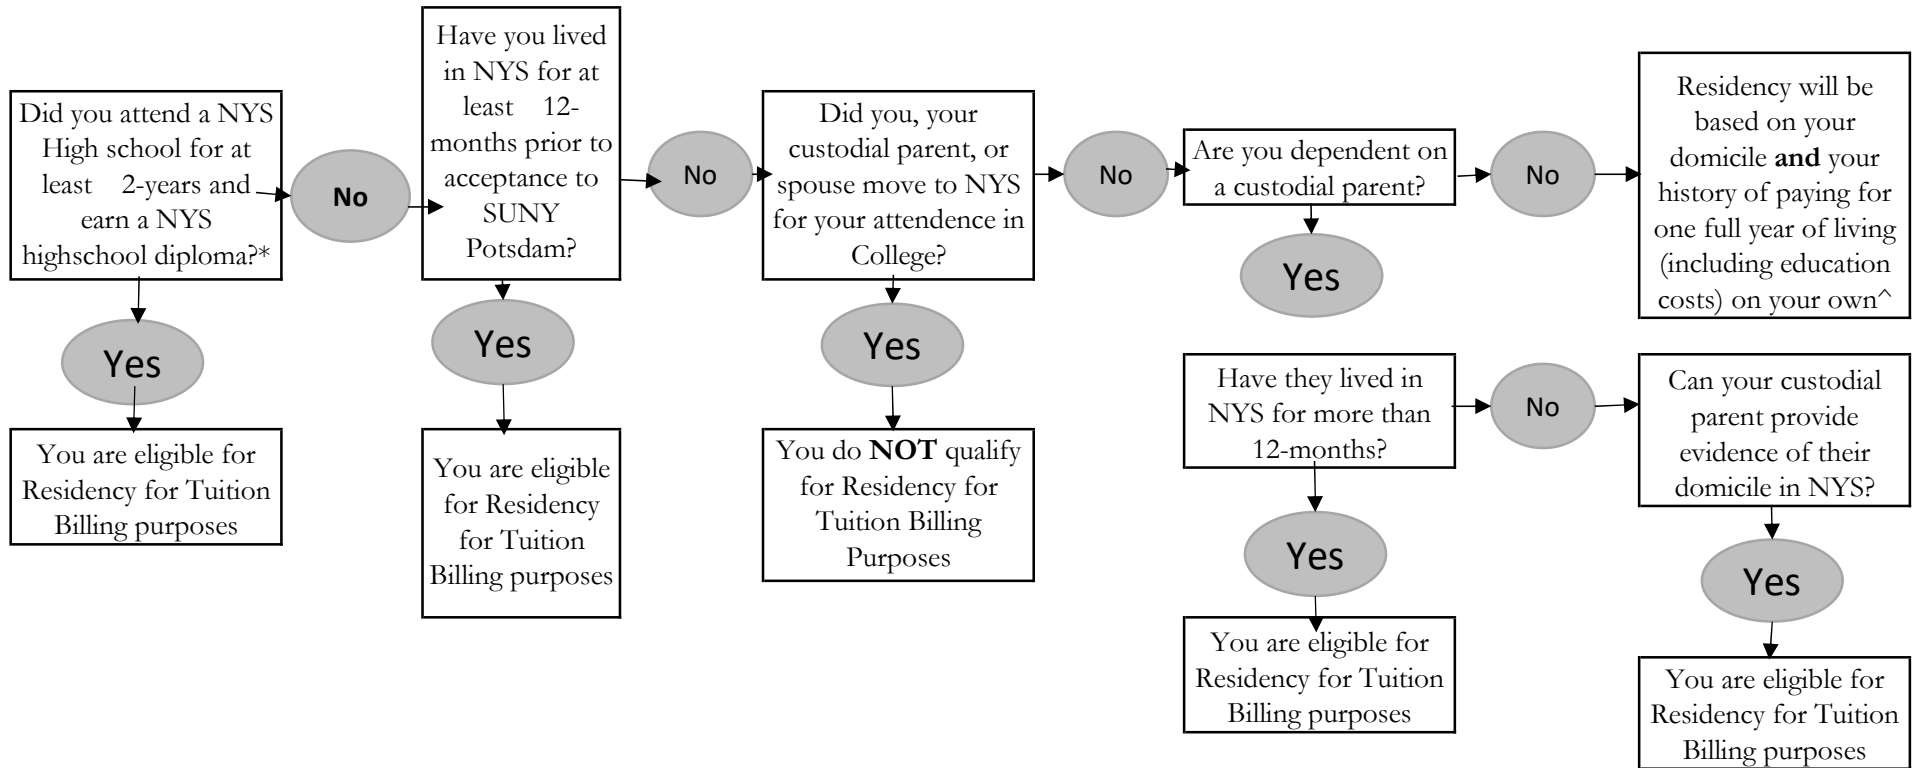 Did you attend a NYS
High school for at
least 2-years and
earn a NYS
highschool diploma?*
No
Yes
You are eligible for
Residency for Tuition
Billing purposes
Have you lived
in NYS for at
least 12-
months prior to
acceptance to
SUNY
Potsdam?
No
Yes
You are eligible
for Residency
for Tuition
Billing purposes
Did you, your
custodial parent, or
spouse move to NYS
for your attendence in
College?
No
Yes
You do NOT qualify
for Residency for
Tuition Billing
Purposes
Are you dependent on
a custodial parent?
No
Yes
Residency will be
based on your
domicile and your
history of paying for
one full year of living
(including education
costs) on your own^
Have they lived in
NYS for more than
12-months?
No
Yes
You are eligible for
Residency for Tuition
Billing purposes
Can your custodial
parent provide
evidence of their
domicile in NYS?
Yes
You are eligible for
Residency for Tuition
Billing purposes